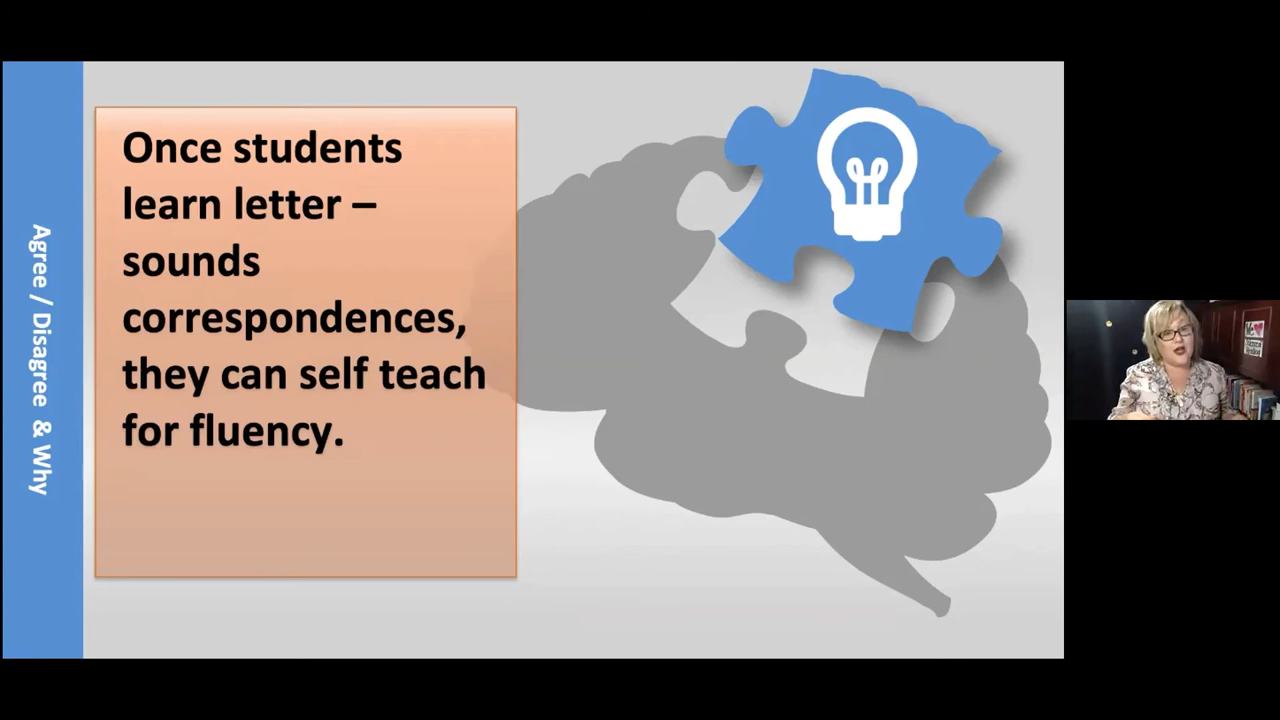 Agree / Disagree & Why
Once students
learn letter –
sounds
correspondences,
they can self teach
for fluency.